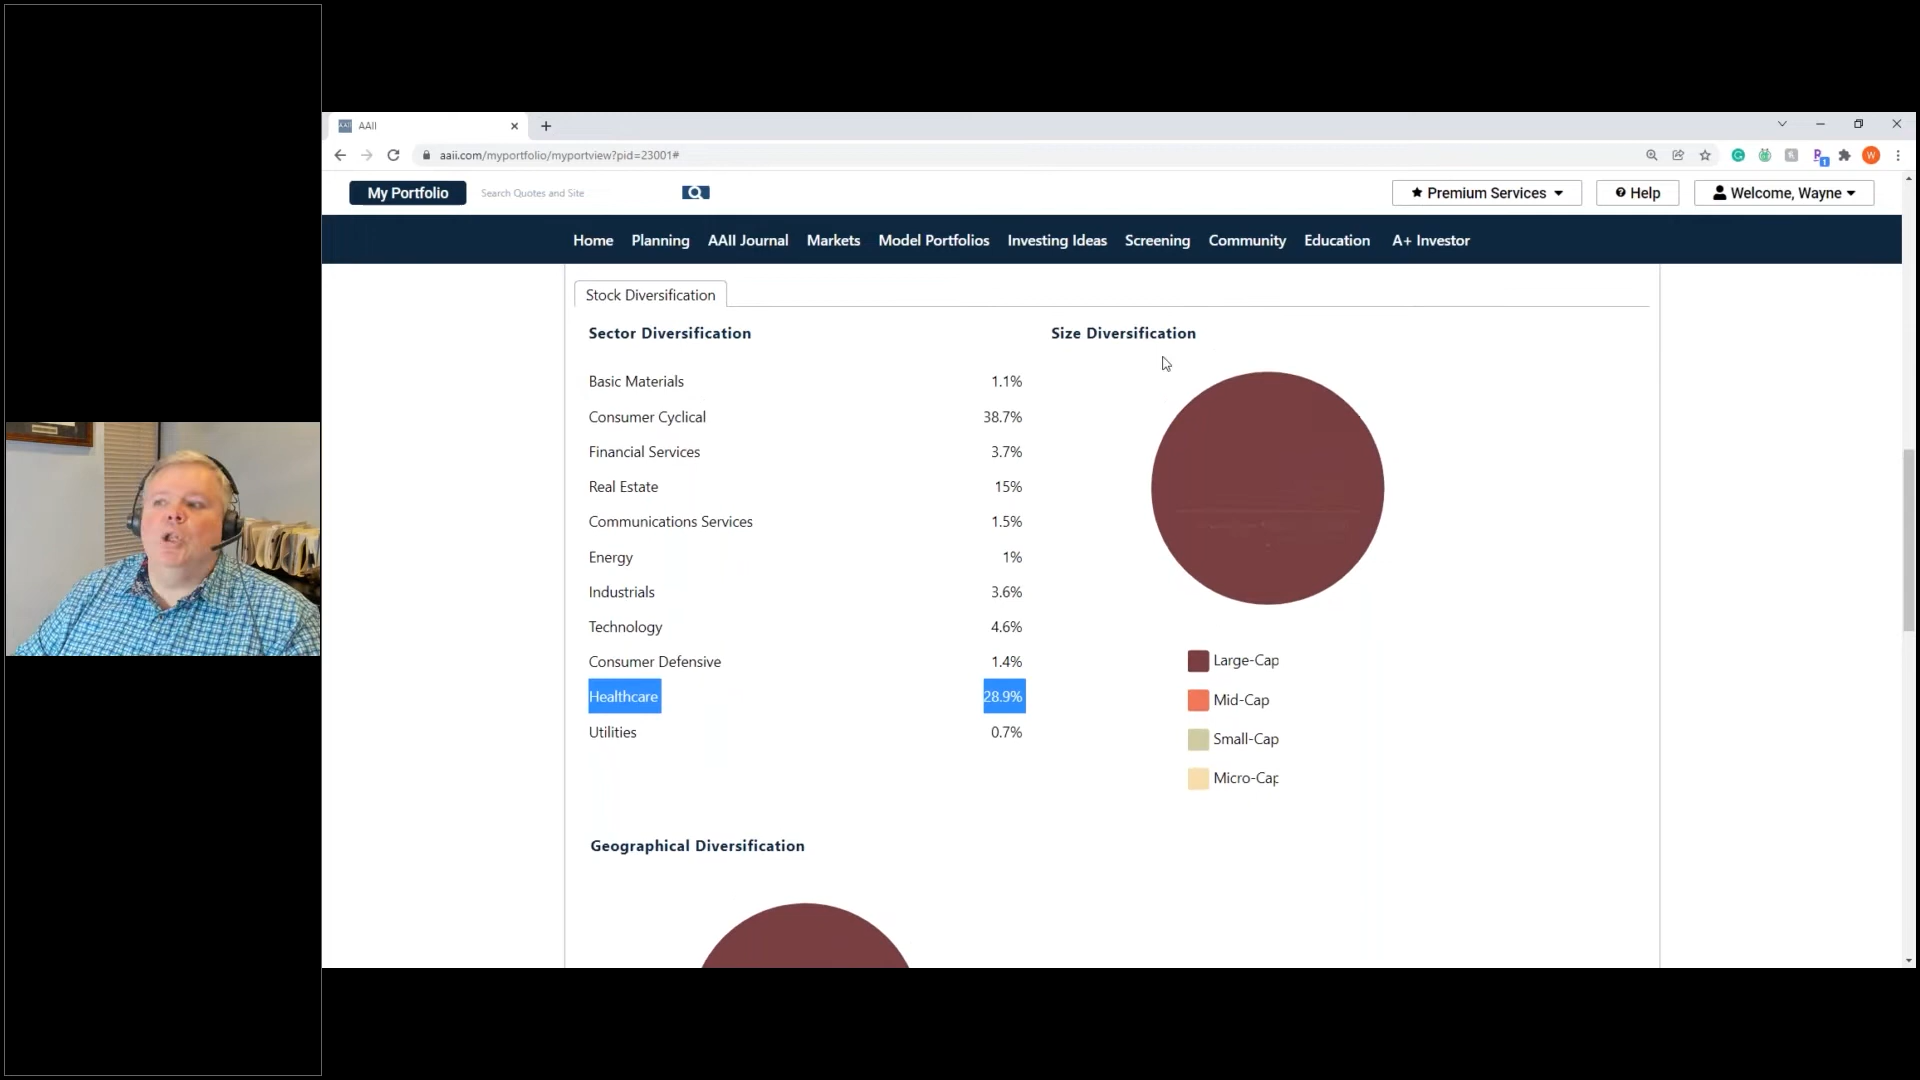 AAII
aaii.com/myportfolio/myportview?pid=23001#
W
My Portfolio
Search Quotes and Site
Premium Services
Help
Welcome, Wayne
Home Planning AAII Journal Markets Model Portfolios Investing Ideas Screening Community Education A+ Investor
Stock Diversification
Sector Diversification
Basic Materials 1.1%
Consumer Cyclical 38.7%
Financial Services 3.7%
Real Estate 15%
Communications Services 1.5%
Energy 1%
Industrials 3.6%
Technology 4.6%
Consumer Defensive 1.4%
Healthcare 28.9%
Utilities 0.7%
Size Diversification
Large-Cap
Mid-Cap
Small-Cap
Micro-Cap
Geographical Diversification